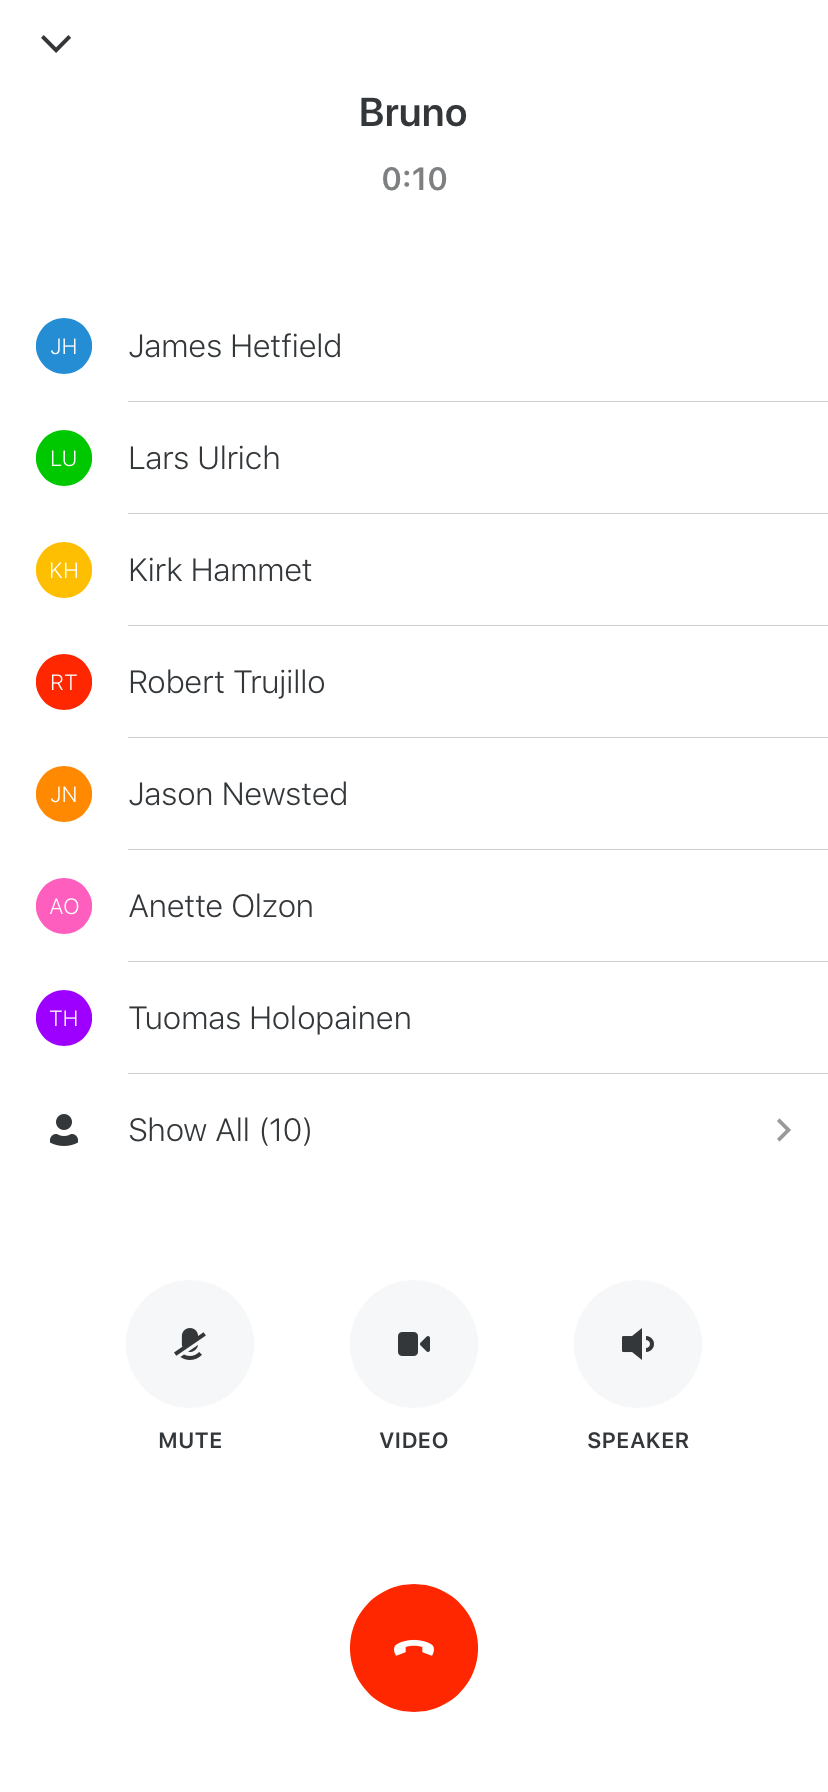 Bruno
0:10
JH James Hetfield
LU Lars Ulrich
KH Kirk Hammet
RT Robert Trujillo
JN Jason Newsted
AO Anette Olzon
TH Tuomas Holopainen
Show All (10)
MUTE VIDEO SPEAKER